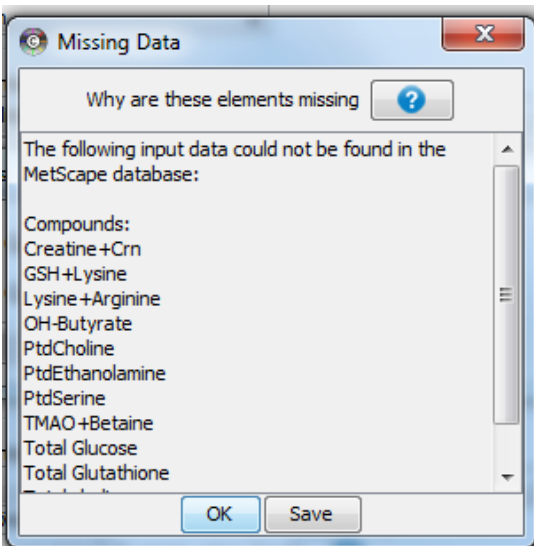 Missing Data
Why are these elements missing
The following input data could not be found in the
MetScape database:
Compounds:
Creatine+Crn
GSH+Lysine
Lysine+Arginine
OH-Butyrate
PtdCholine
PtdEthanolamine
PtdSerine
TMAO+Betaine
Total Glucose
Total Glutathione
OK Save